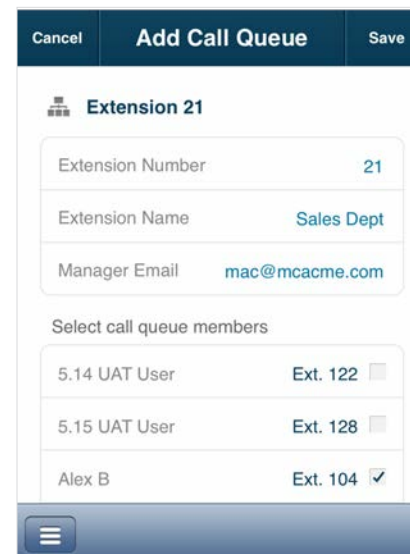 Cancel Add Call Queue Save
Extension 21
Extension Number 21
Extension Name Sales Dept
Manager Email mac@mcacme.com
Select call queue members
5.14 UAT User Ext. 122
5.15 UAT User Ext. 128
Alex B Ext. 104